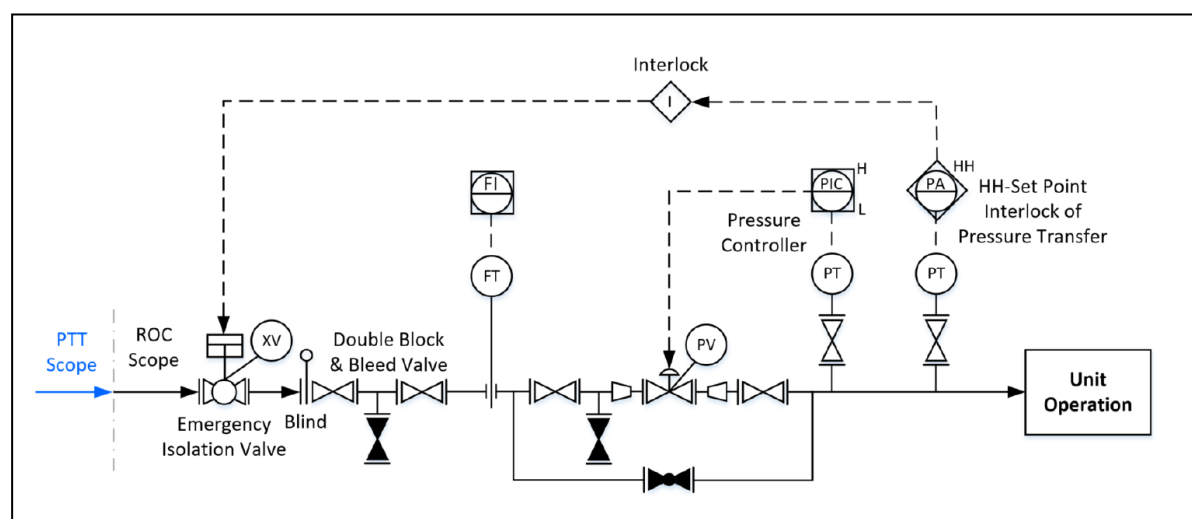 Interlock
I
FI
PIC
H
L
PA
HH
HH-Set Point
Interlock of
Pressure Transfer
Pressure
Controller
FT
PT
PT
PTT
Scope
ROC
Scope
XV
Double Block
& Bleed Valve
PV
Emergency
Isolation Valve
Blind
Unit
Operation